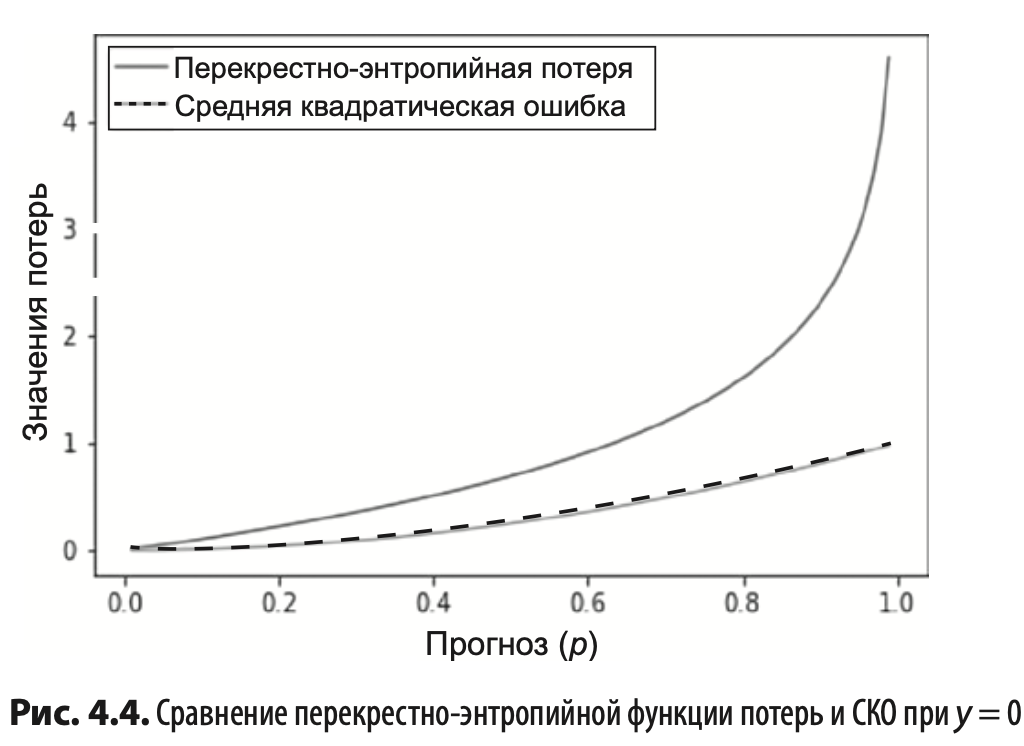 Перекрестно-энтропийная потеря
Средняя квадратическая ошибка
Значения потерь
4
3
2
1
0
0.0 0.2 0.4 0.6 0.8 1.0
Прогноз (p)
Рис. 4.4. Сравнение перекрестно-энтропийной функции потерь и СКО при y = 0